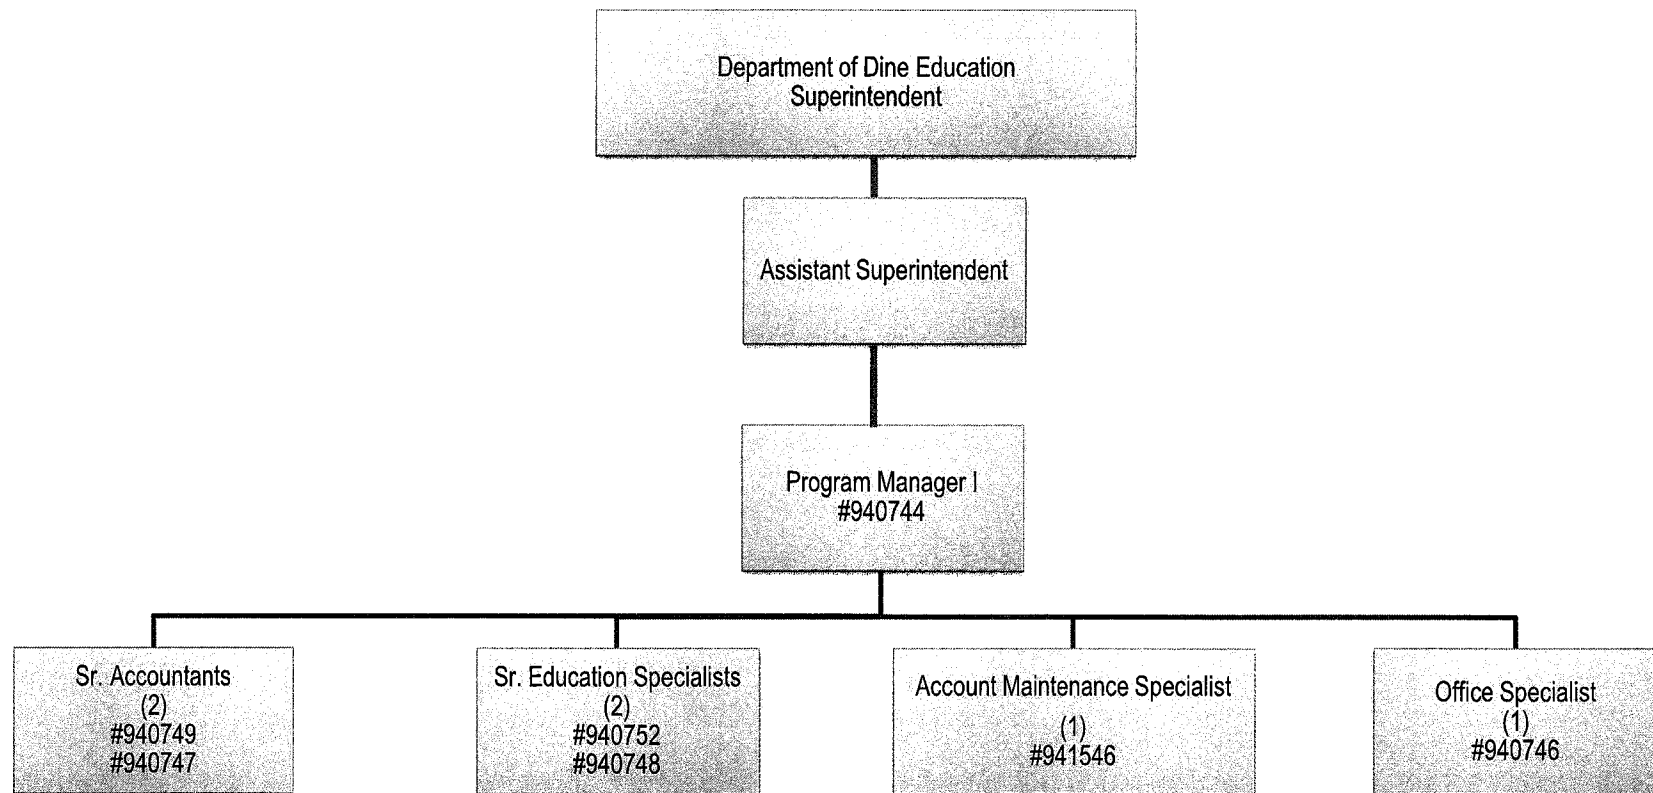 Department of Dine Education
Superintendent
Assistant Superintendent
Program Manager I
#940744
Sr. Accountants
(2)
#940749
#940747
Sr. Education Specialists
(2)
#940752
#940748
Account Maintenance Specialist
(1)
#941546
Office Specialist
(1)
#940746